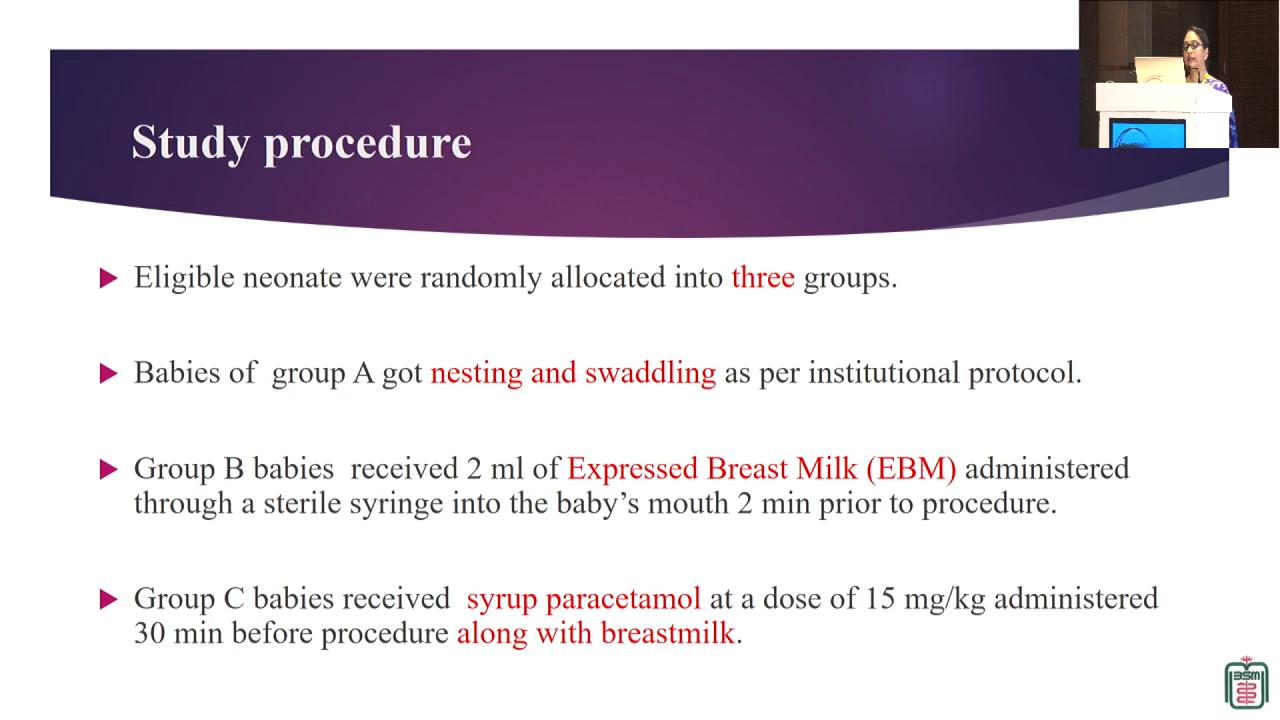 Study procedure
Eligible neonate were randomly allocated into three groups.
Babies of group A got nesting and swaddling as per institutional protocol.
Group B babies received 2 ml of Expressed Breast Milk (EBM) administered
through a sterile syringe into the baby’s mouth 2 min prior to procedure.
Group C babies received syrup paracetamol at a dose of 15 mg/kg administered
30 min before procedure along with breastmilk.
BSM